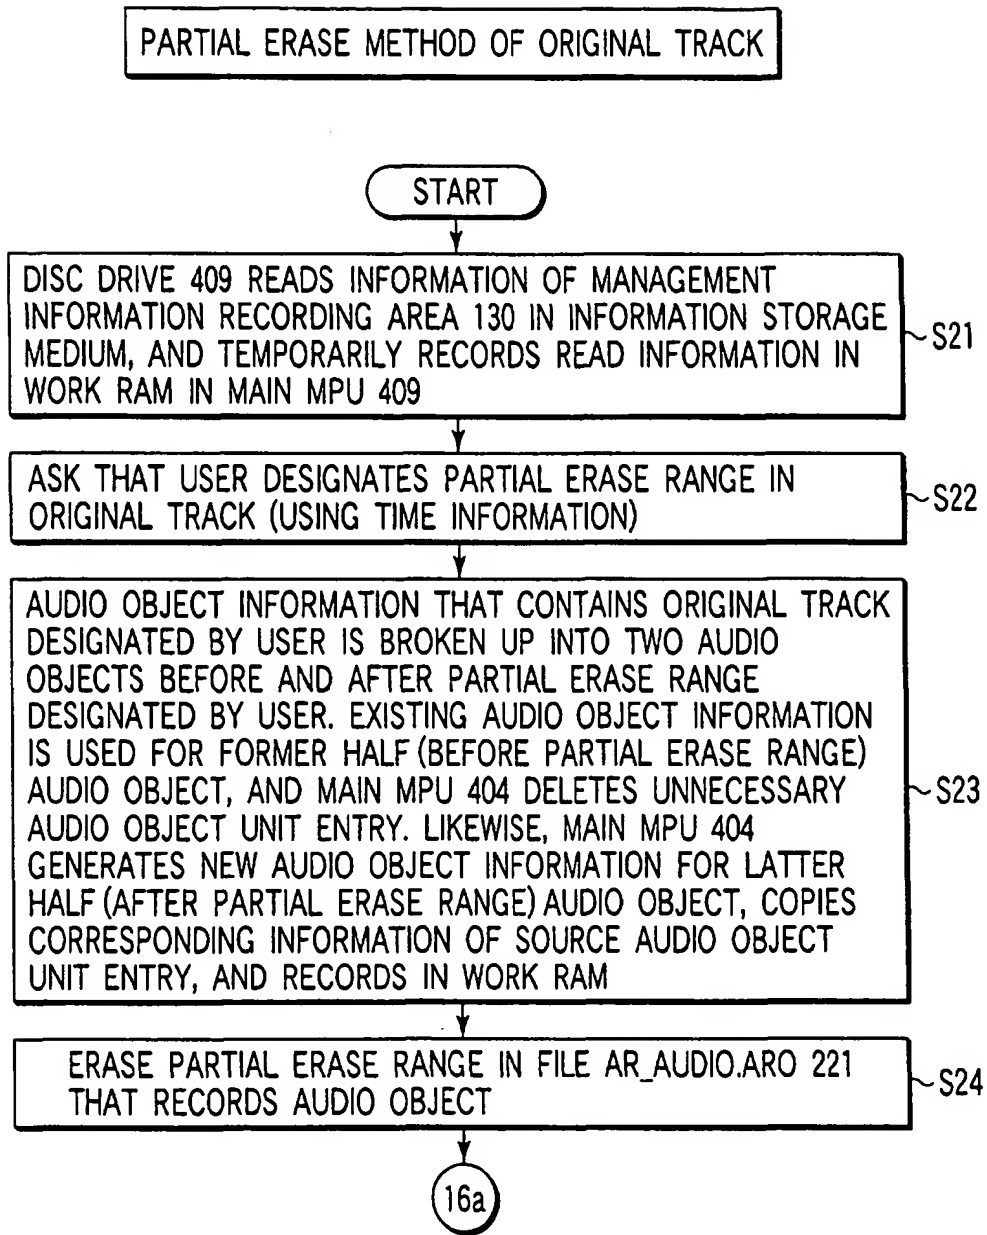 PARTIAL ERASE METHOD OF ORIGINAL TRACK
START
DISC DRIVE 409 READS INFORMATION OF MANAGEMENT
INFORMATION RECORDING AREA 130 IN INFORMATION STORAGE
MEDIUM, AND TEMPORARILY RECORDS READ INFORMATION IN
WORK RAM IN MAIN MPU 409
S21
ASK THAT USER DESIGNATES PARTIAL ERASE RANGE IN
ORIGINAL TRACK (USING TIME INFORMATION)
S22
AUDIO OBJECT INFORMATION THAT CONTAINS ORIGINAL TRACK
DESIGNATED BY USER IS BROKEN UP INTO TWO AUDIO
OBJECTS BEFORE AND AFTER PARTIAL ERASE RANGE
DESIGNATED BY USER. EXISTING AUDIO OBJECT INFORMATION
IS USED FOR FORMER HALF (BEFORE PARTIAL ERASE RANGE)
AUDIO OBJECT, AND MAIN MPU 404 DELETES UNNECESSARY
AUDIO OBJECT UNIT ENTRY. LIKEWISE, MAIN MPU 404
GENERATES NEW AUDIO OBJECT INFORMATION FOR LATTER
HALF (AFTER PARTIAL ERASE RANGE) AUDIO OBJECT, COPIES
CORRESPONDING INFORMATION OF SOURCE AUDIO OBJECT
UNIT ENTRY, AND RECORDS IN WORK RAM
S23
ERASE PARTIAL ERASE RANGE IN FILE AR_AUDIO.ARO 221
THAT RECORDS AUDIO OBJECT
S24
16a